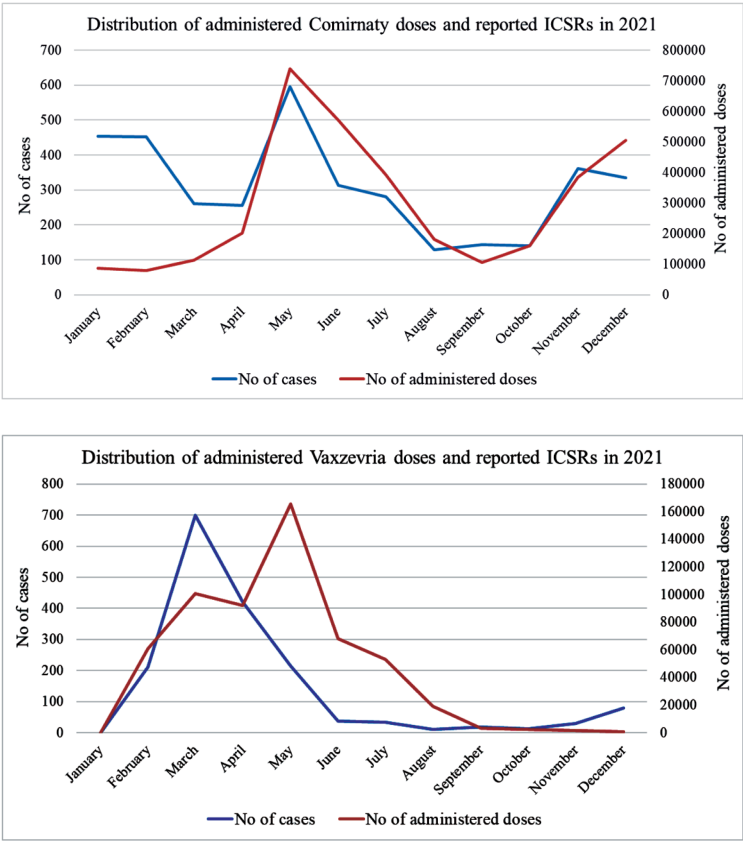 Distribution of administered Comirnaty doses and reported ICSRs in 2021
700
600
500
400
300
200
100
0
No of cases
800000
700000
600000
500000
400000
300000
200000
100000
0
No of administered doses
January
February
March
April
May
June
July
August
September
October
November
December
No of cases
No of administered doses
Distribution of administered Vaxzevria doses and reported ICSRs in 2021
800
700
600
500
400
300
200
100
0
No of cases
180000
160000
140000
120000
100000
80000
60000
40000
20000
0
No of administered doses
January
February
March
April
May
June
July
August
September
October
November
December
No of cases
No of administered doses